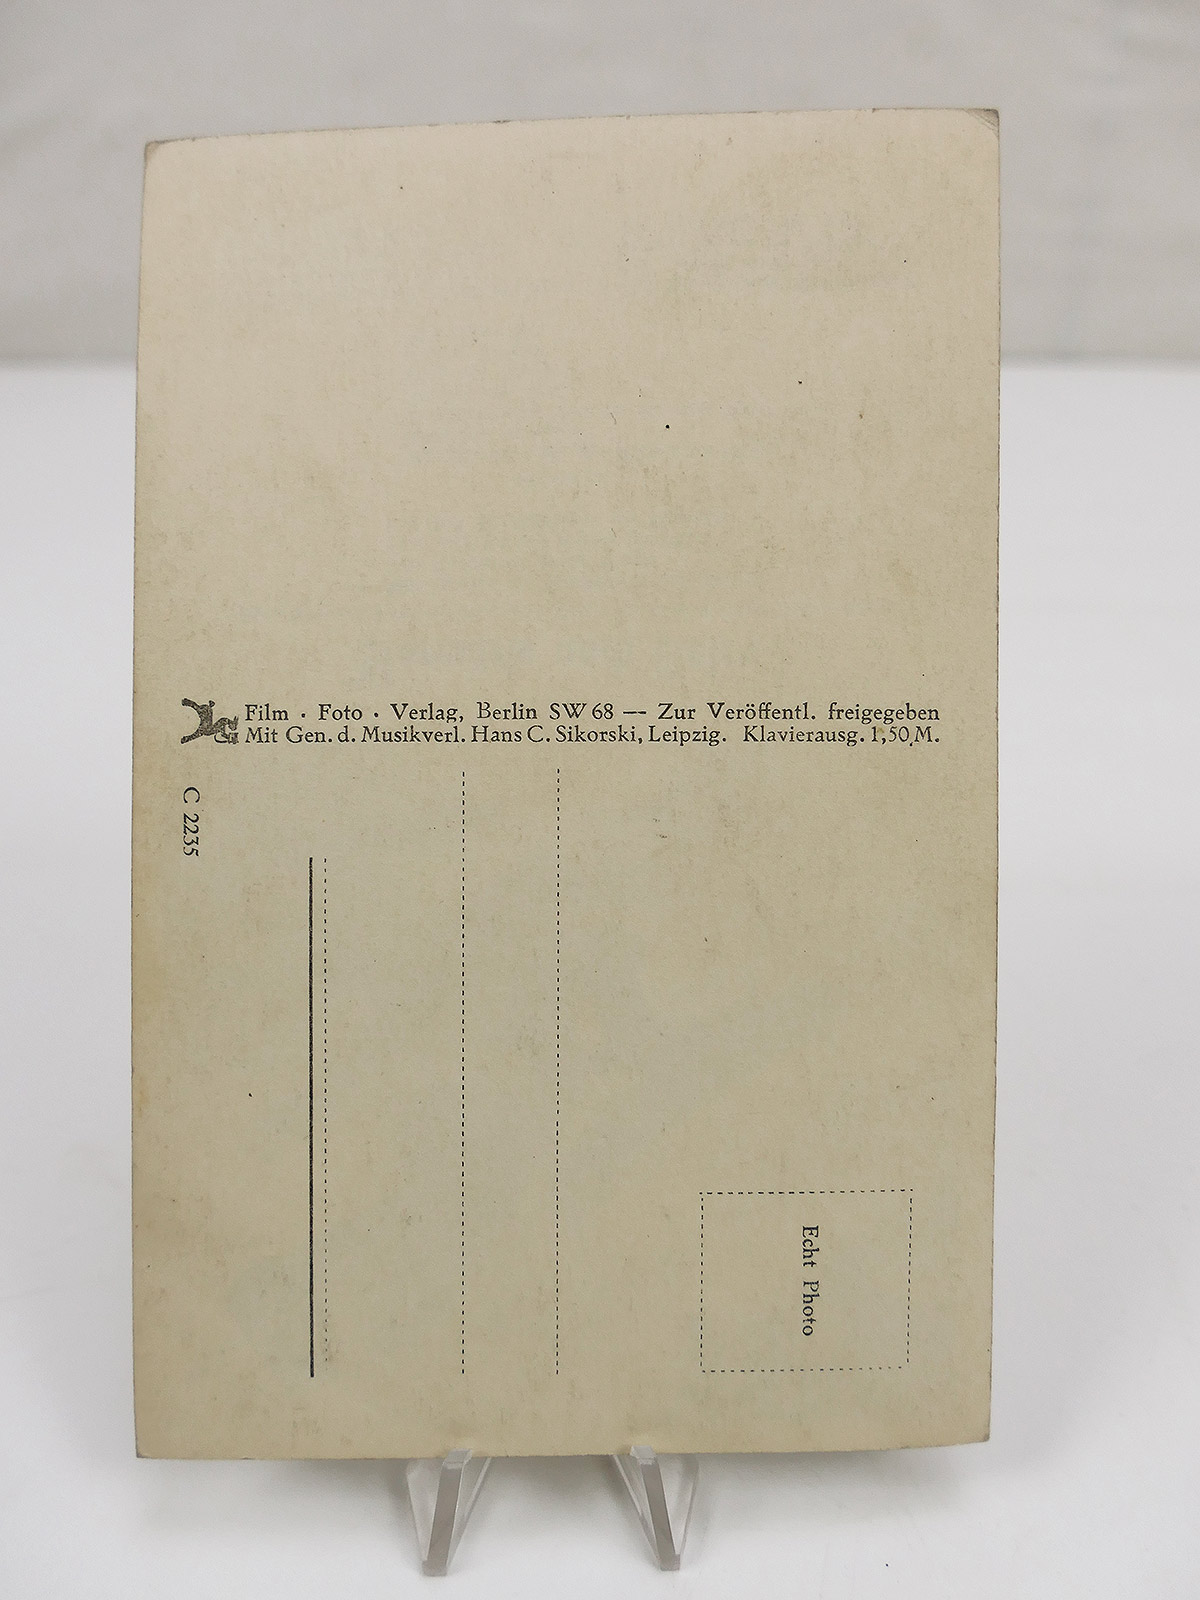 Film · Foto · Verlag, Berlin SW 68 — Zur Veröffentl. freigegeben
Mit Gen. d. Musikverl. Hans C. Sikorski, Leipzig. Klavierausg. 1,50 M.
C 2235
Echt Photo